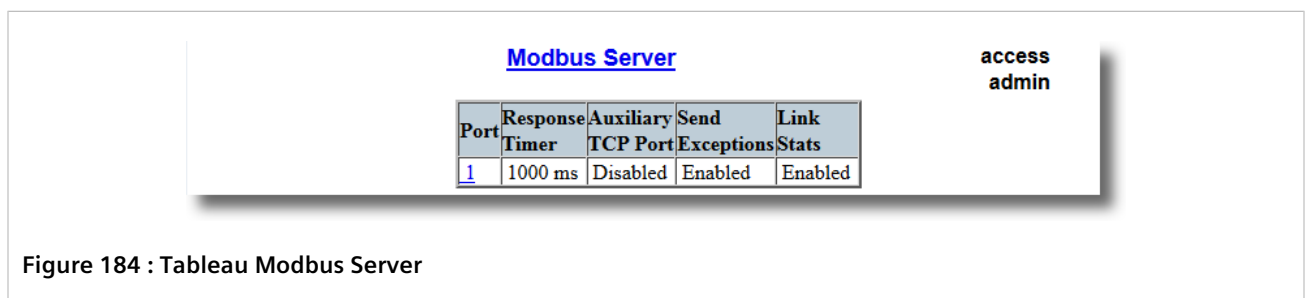 Modbus Server
access
admin
Port Response Timer Auxiliary TCP Port Send Exceptions Link Stats
1 1000 ms Disabled Enabled Enabled
Figure 184 : Tableau Modbus Server